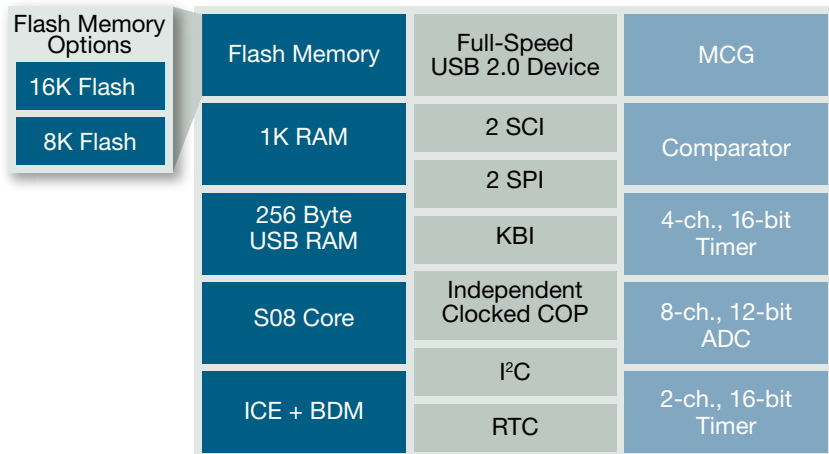 Flash Memory
Options
16K Flash
8K Flash
Flash Memory
1K RAM
256 Byte
USB RAM
S08 Core
ICE + BDM
Full-Speed
USB 2.0 Device
2 SCI
2 SPI
KBI
Independent
Clocked COP
I²C
RTC
MCG
Comparator
4-ch., 16-bit
Timer
8-ch., 12-bit
ADC
2-ch., 16-bit
Timer